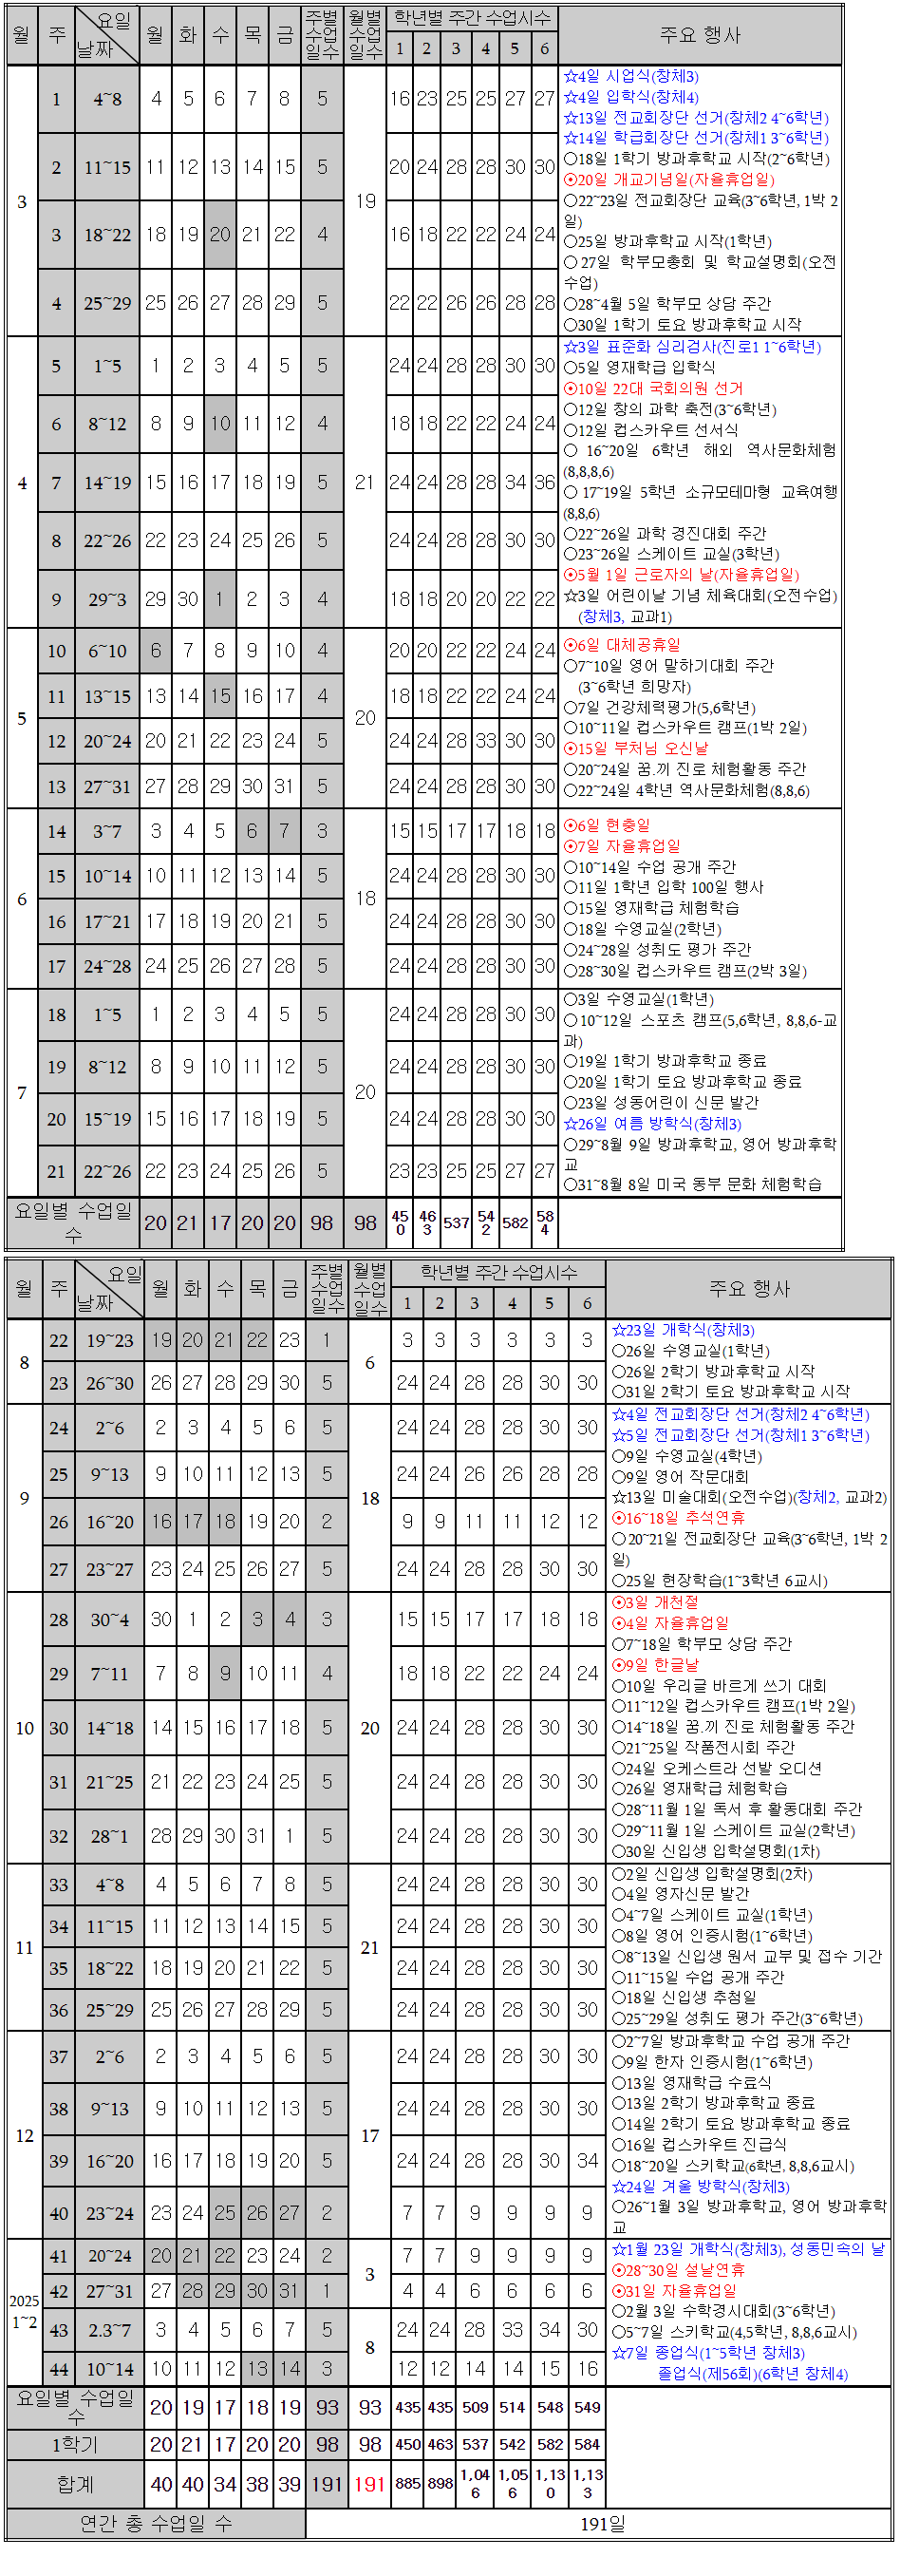 월 주 요일 날짜 월 화 수 목 금 주별 수업 일수 월별 수업 일수 학년별 주간 수업시수 주요 행사
1 2 3 4 5 6
3
1 4~8 4 5 6 7 8 5 19 16 23 25 25 27 27
2 11~15 11 12 13 14 15 5 20 24 28 28 30 30
3 18~22 18 19 20 21 22 4 16 18 22 22 24 24
4 25~29 25 26 27 28 29 5 22 22 26 26 28 28
☆4일 시업식(창체3)
☆4일 입학식(창체4)
☆13일 전교회장단 선거(창체2 4~6학년)
☆14일 학급회장단 선거(창체1 3~6학년)
○18일 1학기 방과후학교 시작(2~6학년)
⊙20일 개교기념일(자율휴업일)
○22~23일 전교회장단 교육(3~6학년, 1박 2
일)
○25일 방과후학교 시작(1학년)
○27일 학부모총회 및 학교설명회(오전
수업)
○28~4월 5일 학부모 상담 주간
○30일 1학기 토요 방과후학교 시작
4
5 1~5 1 2 3 4 5 5 21 24 24 28 28 30 30
6 8~12 8 9 10 11 12 4 18 18 22 22 24 24
7 14~19 15 16 17 18 19 5 24 24 28 28 34 36
8 22~26 22 23 24 25 26 5 24 24 28 28 30 30
9 29~3 29 30 1 2 3 4 18 18 20 20 22 22
☆3일 표준화 심리검사(진로1 1~6학년)
○5일 영재학급 입학식
⊙10일 22대 국회의원 선거
○12일 창의 과학 축전(3~6학년)
○12일 컵스카우트 선서식
○ 16~20일 6학년 해외 역사문화체험
(8,8,8,6)
○ 17~19일 5학년 소규모테마형 교육여행
(8,8,6)
○22~26일 과학 경진대회 주간
○23~26일 스케이트 교실(3학년)
⊙5월 1일 근로자의 날(자율휴업일)
☆3일 어린이날 기념 체육대회(오전수업)
(창체3, 교과1)
5
10 6~10 6 7 8 9 10 4 20 20 20 22 22 24 24
11 13~15 13 14 15 16 17 4 18 18 22 22 24 24
12 20~24 20 21 22 23 24 5 24 24 28 33 30 30
13 27~31 27 28 29 30 31 5 24 24 28 28 30 30
⊙6일 대체공휴일
○7~10일 영어 말하기대회 주간
(3~6학년 희망자)
○7일 건강체력평가(5,6학년)
○10~11일 컵스카우트 캠프(1박 2일)
⊙15일 부처님 오신날
○20~24일 꿈.끼 진로 체험활동 주간
○22~24일 4학년 역사문화체험(8,8,6)
6
14 3~7 3 4 5 6 7 3 18 15 15 17 17 18 18
15 10~14 10 11 12 13 14 5 24 24 28 28 30 30
16 17~21 17 18 19 20 21 5 24 24 28 28 30 30
17 24~28 24 25 26 27 28 5 24 24 28 28 30 30
⊙6일 현충일
⊙7일 자율휴업일
○10~14일 수업 공개 주간
○11일 1학년 입학 100일 행사
○15일 영재학급 체험학습
○18일 수영교실(2학년)
○24~28일 성취도 평가 주간
○28~30일 컵스카우트 캠프(2박 3일)
7
18 1~5 1 2 3 4 5 5 20 24 24 28 28 30 30
19 8~12 8 9 10 11 12 5 24 24 28 28 30 30
20 15~19 15 16 17 18 19 5 24 24 28 28 30 30
21 22~26 22 23 24 25 26 5 23 23 25 25 27 27
○3일 수영교실(1학년)
○10~12일 스포츠 캠프(5,6학년, 8,8,6-교
과)
○19일 1학기 방과후학교 종료
○20일 1학기 토요 방과후학교 종료
○23일 성동어린이 신문 발간
☆26일 여름 방학식(창체3)
○29~8월 9일 방과후학교, 영어 방과후학
교
○31~8월 8일 미국 동부 문화 체험학습
요일별 수업일수 20 21 17 20 20 98 98 450 463 537 542 582 584
월 주 요일 날짜 월 화 수 목 금 주별 수업 일수 월별 수업 일수 학년별 주간 수업시수 주요 행사
1 2 3 4 5 6
8
22 19~23 19 20 21 22 23 1 6 3 3 3 3 3 3
23 26~30 26 27 28 29 30 5 24 24 28 28 30 30
☆23일 개학식(창체3)
○26일 수영교실(1학년)
○26일 2학기 방과후학교 시작
○31일 2학기 토요 방과후학교 시작
9
24 2~6 2 3 4 5 6 5 18 24 24 28 28 30 30
25 9~13 9 10 11 12 13 5 24 24 26 26 28 28
26 16~20 16 17 18 19 20 2 9 9 11 11 12 12
27 23~27 23 24 25 26 27 5 24 24 28 28 30 30
☆4일 전교회장단 선거(창체2 4~6학년)
☆5일 전교회장단 선거(창체1 3~6학년)
○9일 수영교실(4학년)
○9일 영어 작문대회
☆13일 미술대회(오전수업)(창체2, 교과2)
⊙16~18일 추석연휴
○20~21일 전교회장단 교육(3~6학년, 1박 2
일)
○25일 현장학습(1~3학년 6교시)
10
28 30~4 30 1 2 3 4 3 20 15 15 17 17 18 18
29 7~11 7 8 9 10 11 4 18 18 22 22 24 24
30 14~18 14 15 16 17 18 5 24 24 28 28 30 30
31 21~25 21 22 23 24 25 5 24 24 28 28 30 30
32 28~1 28 29 30 31 1 5 24 24 28 28 30 30
⊙3일 개천절
⊙4일 자율휴업일
○7~18일 학부모 상담 주간
⊙9일 한글날
○10일 우리글 바르게 쓰기 대회
○11~12일 컵스카우트 캠프(1박 2일)
○14~18일 꿈.끼 진로 체험활동 주간
○21~25일 작품전시회 주간
○24일 오케스트라 선발 오디션
○26일 영재학급 체험학습
○28~11월 1일 독서 후 활동대회 주간
○29~11월 1일 스케이트 교실(2학년)
○30일 신입생 입학설명회(1차)
11
33 4~8 4 5 6 7 8 5 21 24 24 28 28 30 30
34 11~15 11 12 13 14 15 5 24 24 28 28 30 30
35 18~22 18 19 20 21 22 5 24 24 28 28 30 30
36 25~29 25 26 27 28 29 5 24 24 28 28 30 30
○2일 신입생 입학설명회(2차)
○4일 영자신문 발간
○4~7일 스케이트 교실(1학년)
○8일 영어 인증시험(1~6학년)
○8~13일 신입생 원서 교부 및 접수 기간
○11~15일 수업 공개 주간
○18일 신입생 추첨일
○25~29일 성취도 평가 주간(3~6학년)
12
37 2~6 2 3 4 5 6 5 17 24 24 28 28 30 30
38 9~13 9 10 11 12 13 5 24 24 28 28 30 30
39 16~20 16 17 18 19 20 5 24 24 28 28 30 34
40 23~24 23 24 25 26 27 2 7 7 9 9 9 9
○2~7일 방과후학교 수업 공개 주간
○9일 한자 인증시험(1~6학년)
○13일 영재학급 수료식
○13일 2학기 방과후학교 종료
○14일 2학기 토요 방과후학교 종료
○16일 컵스카우트 진급식
○18~20일 스키학교(6학년, 8,8,6교시)
☆24일 겨울 방학식(창체3)
○26~1월 3일 방과후학교, 영어 방과후학
교
2025
1~2
41 20~24 20 21 22 23 24 2 3 7 7 9 9 9 9
42 27~31 27 28 29 30 31 1 4 4 6 6 6 6
43 2.3~7 3 4 5 6 7 5 8 24 24 28 33 34 30
44 10~14 10 11 12 13 14 3 12 12 14 14 15 16
☆1월 23일 개학식(창체3), 성동민속의 날
⊙28~30일 설날연휴
⊙31일 자율휴업일
○2월 3일 수학경시대회(3~6학년)
○5~7일 스키학교(4,5학년, 8,8,6교시)
☆7일 종업식(1~5학년 창체3)
졸업식(제56회)(6학년 창체4)
요일별 수업일수 20 19 17 18 19 93 93 435 435 509 514 548 549
1학기 20 21 17 20 20 98 98 450 463 537 542 582 584
합계 40 40 34 38 39 191 191 885 898 1,046 1,056 1,130 1,133
연간 총 수업일 수 191일